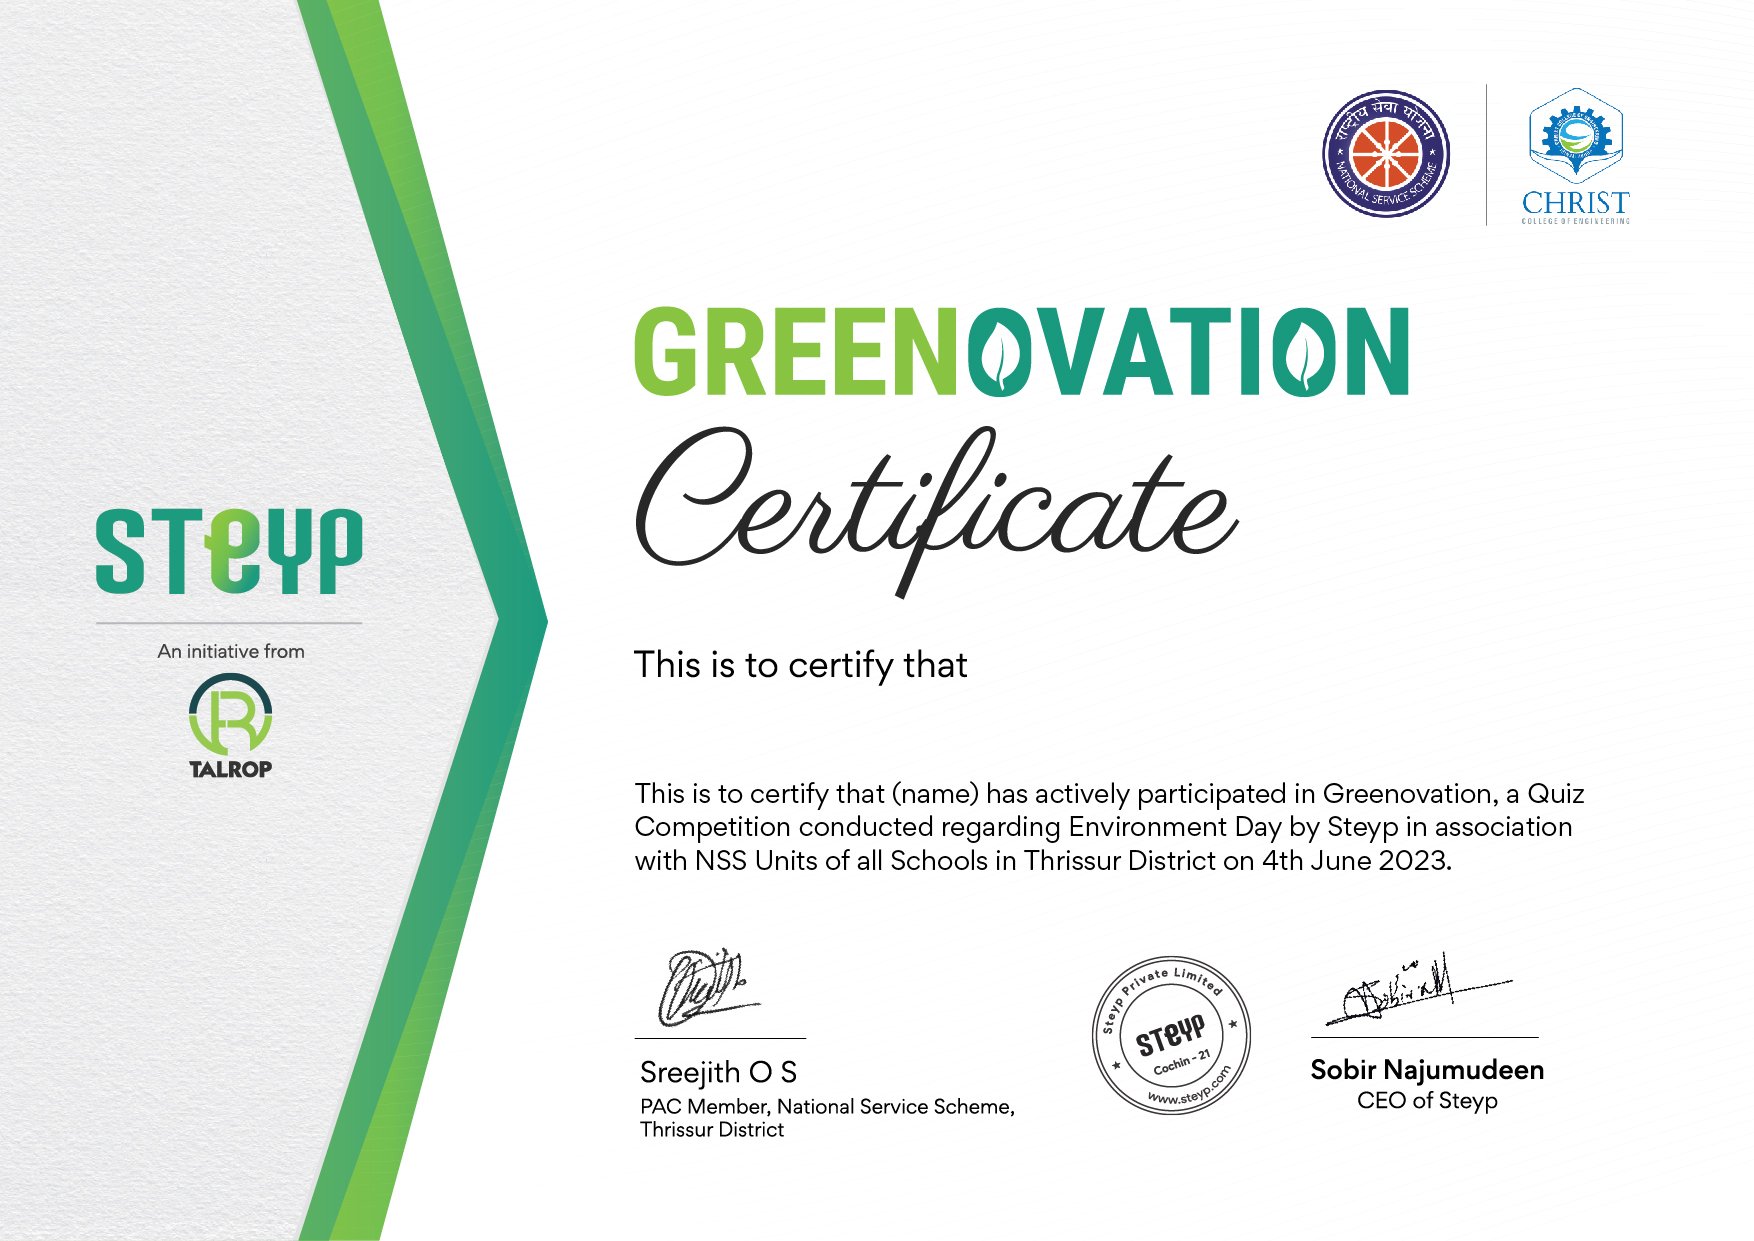 राष्ट्रीय सेवा योजना
NATIONAL SERVICE SCHEME
CHRIST
COLLEGE OF ENGINEERING
GREENOVATION
Certificate
STEYP
An initiative from
TALROP
This is to certify that
This is to certify that (name) has actively participated in Greenovation, a Quiz
Competition conducted regarding Environment Day by Steyp in association
with NSS Units of all Schools in Thrissur District on 4th June 2023.
Sreejith O S
PAC Member, National Service Scheme,
Thrissur District
Steyp Private Limited
STEYP
Cochin - 21
www.steyp.com
Sobir Najumudeen
CEO of Steyp